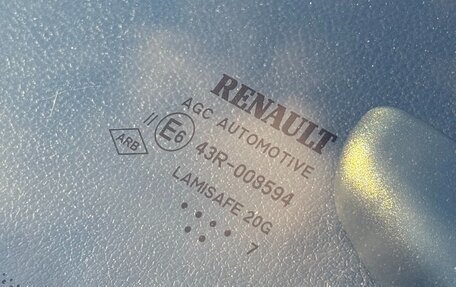 RENAULT
AGC AUTOMOTIVE
// E6 43R-008594
ARB
LAMISAFE 20G
7